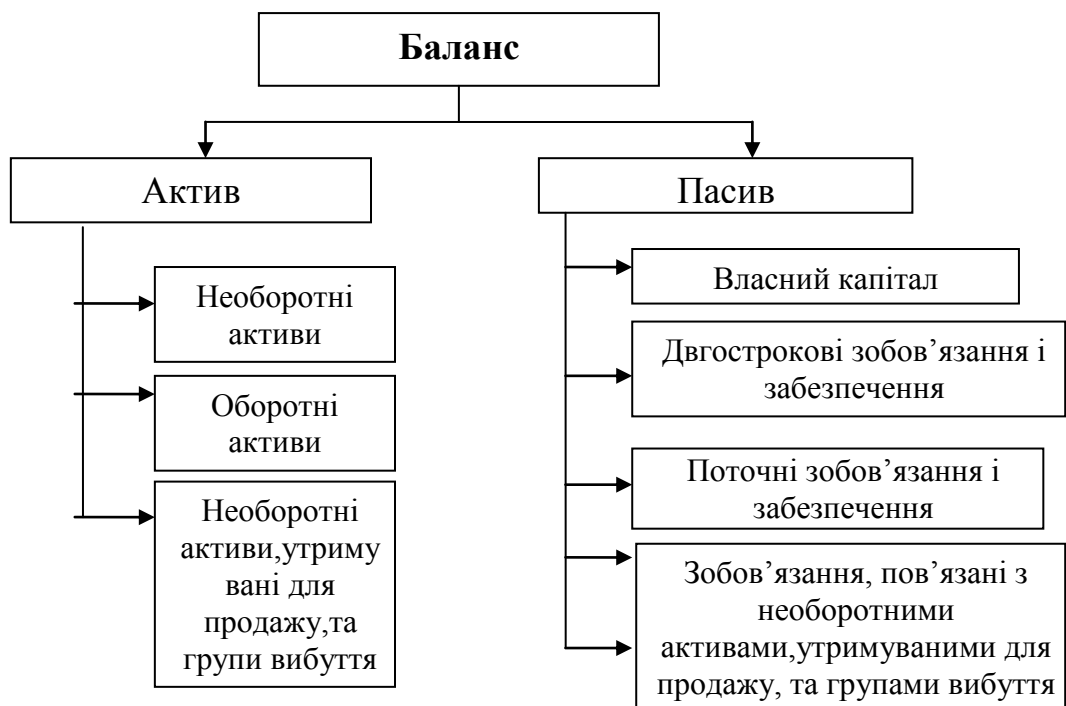 Баланс
Актив
Необоротні
активи
Оборотні
активи
Необоротні
активи,утриму
вані для
продажу,та
групи вибуття
Пасив
Власний капітал
Двгострокові зобов’язання і
забезпечення
Поточні зобов’язання і
забезпечення
Зобов’язання, пов’язані з
необоротними
активами,утримуваними для
продажу, та групами вибуття